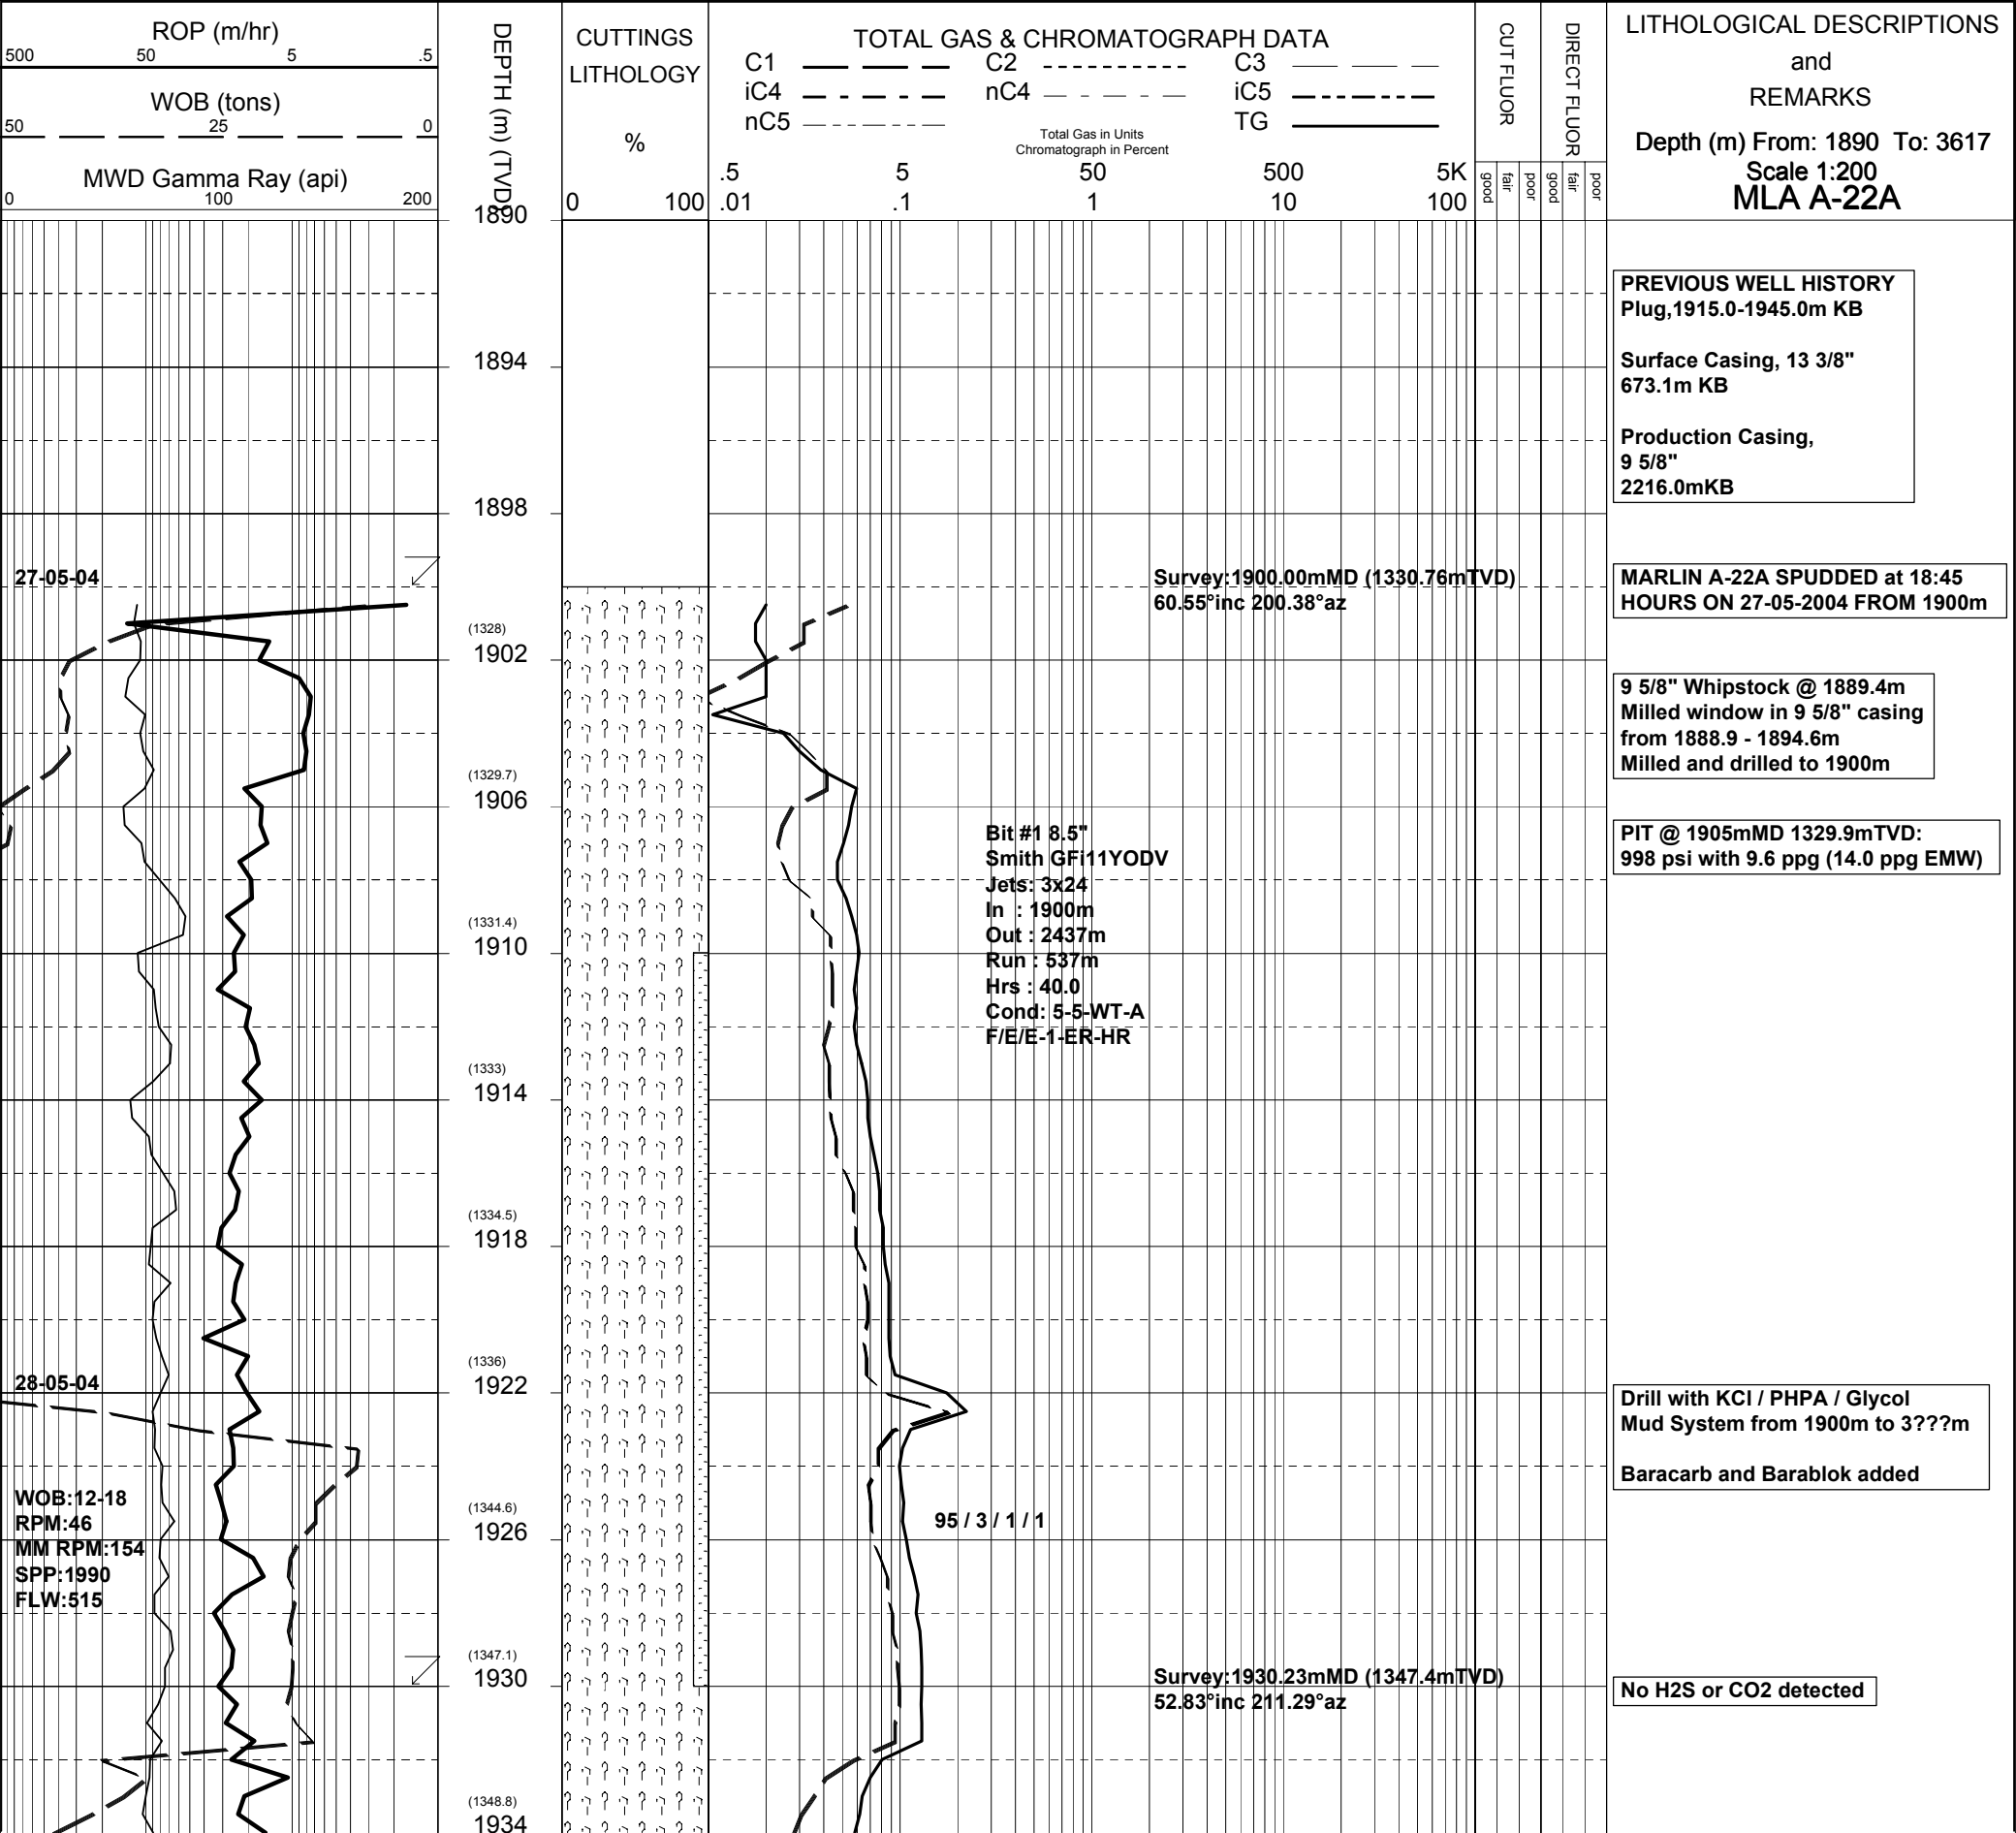 ROP (m/hr)
500 50 5 .5
WOB (tons)
50 25 0
MWD Gamma Ray (api)
0 100 200
DEPTH (m) (TVD)
CUTTINGS
LITHOLOGY
%
0 100
TOTAL GAS & CHROMATOGRAPH DATA
C1 C2 C3
iC4 nC4 iC5
nC5 TG
Total Gas in Units
Chromatograph in Percent
.5 5 50 500 5K
.01 .1 1 10 100
CUT FLUOR
good fair poor
DIRECT FLUOR
good fair poor
LITHOLOGICAL DESCRIPTIONS
and
REMARKS
Depth (m) From: 1890 To: 3617
Scale 1:200
MLA A-22A
1890
PREVIOUS WELL HISTORY
Plug,1915.0-1945.0m KB
Surface Casing, 13 3/8"
673.1m KB
Production Casing,
9 5/8"
2216.0mKB
1894
1898
27-05-04
Survey:1900.00mMD (1330.76mTVD)
60.55°inc 200.38°az
MARLIN A-22A SPUDDED at 18:45
HOURS ON 27-05-2004 FROM 1900m
(1328)
1902
9 5/8" Whipstock @ 1889.4m
Milled window in 9 5/8" casing
from 1888.9 - 1894.6m
Milled and drilled to 1900m
(1329.7)
1906
Bit #1 8.5"
Smith GFi11YODV
Jets: 3x24
In : 1900m
Out : 2437m
Run : 537m
Hrs : 40.0
Cond: 5-5-WT-A
F/E/E-1-ER-HR
PIT @ 1905mMD 1329.9mTVD:
998 psi with 9.6 ppg (14.0 ppg EMW)
(1331.4)
1910
(1333)
1914
(1334.5)
1918
(1336)
1922
28-05-04
Drill with KCl / PHPA / Glycol
Mud System from 1900m to 3???m
Baracarb and Barablok added
WOB:12-18
RPM:46
MM RPM:154
SPP:1990
FLW:515
(1344.6)
1926
95 / 3 / 1 / 1
(1347.1)
1930
Survey:1930.23mMD (1347.4mTVD)
52.83°inc 211.29°az
No H2S or CO2 detected
(1348.8)
1934